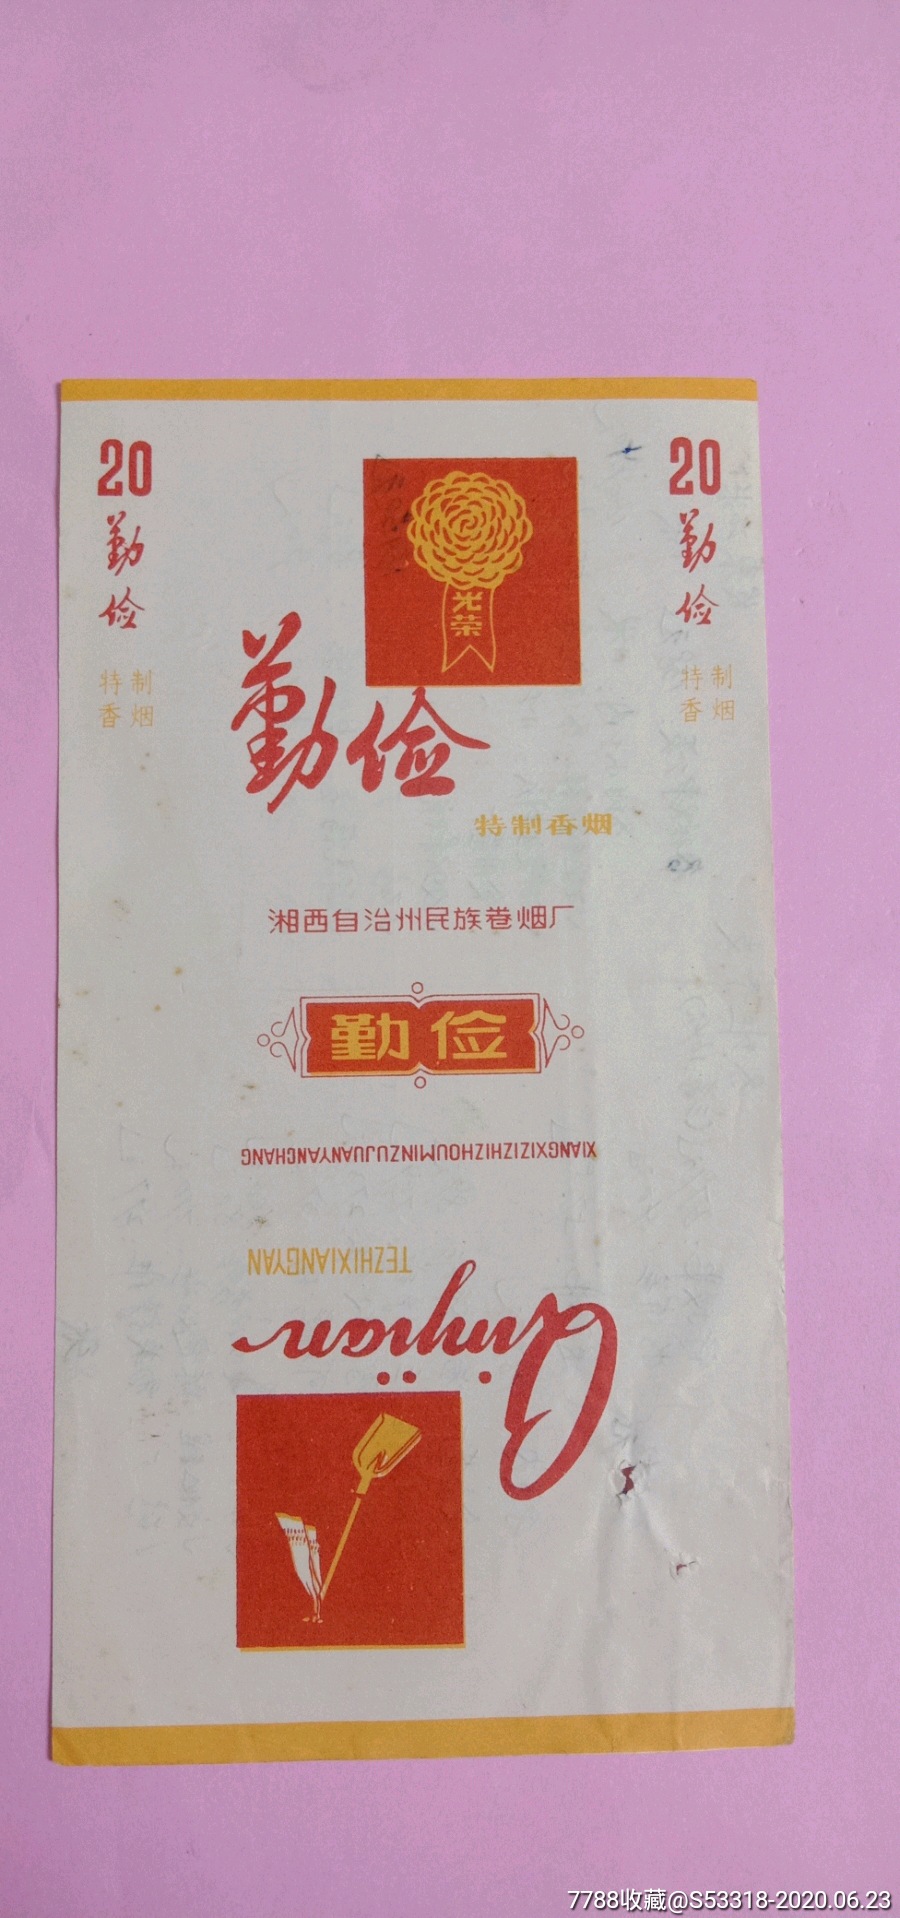 20
勤
俭
特制
香烟
光
荣
20
勤
俭
特制
香烟
勤俭
特制香烟
湘西自治州民族卷烟厂
勤俭
XIANGXIZIZHIZHOUMINZUJUANYANCHANG
TEZHIXIANGYAN
Qinjian
7788收藏@S53318-2020.06.23